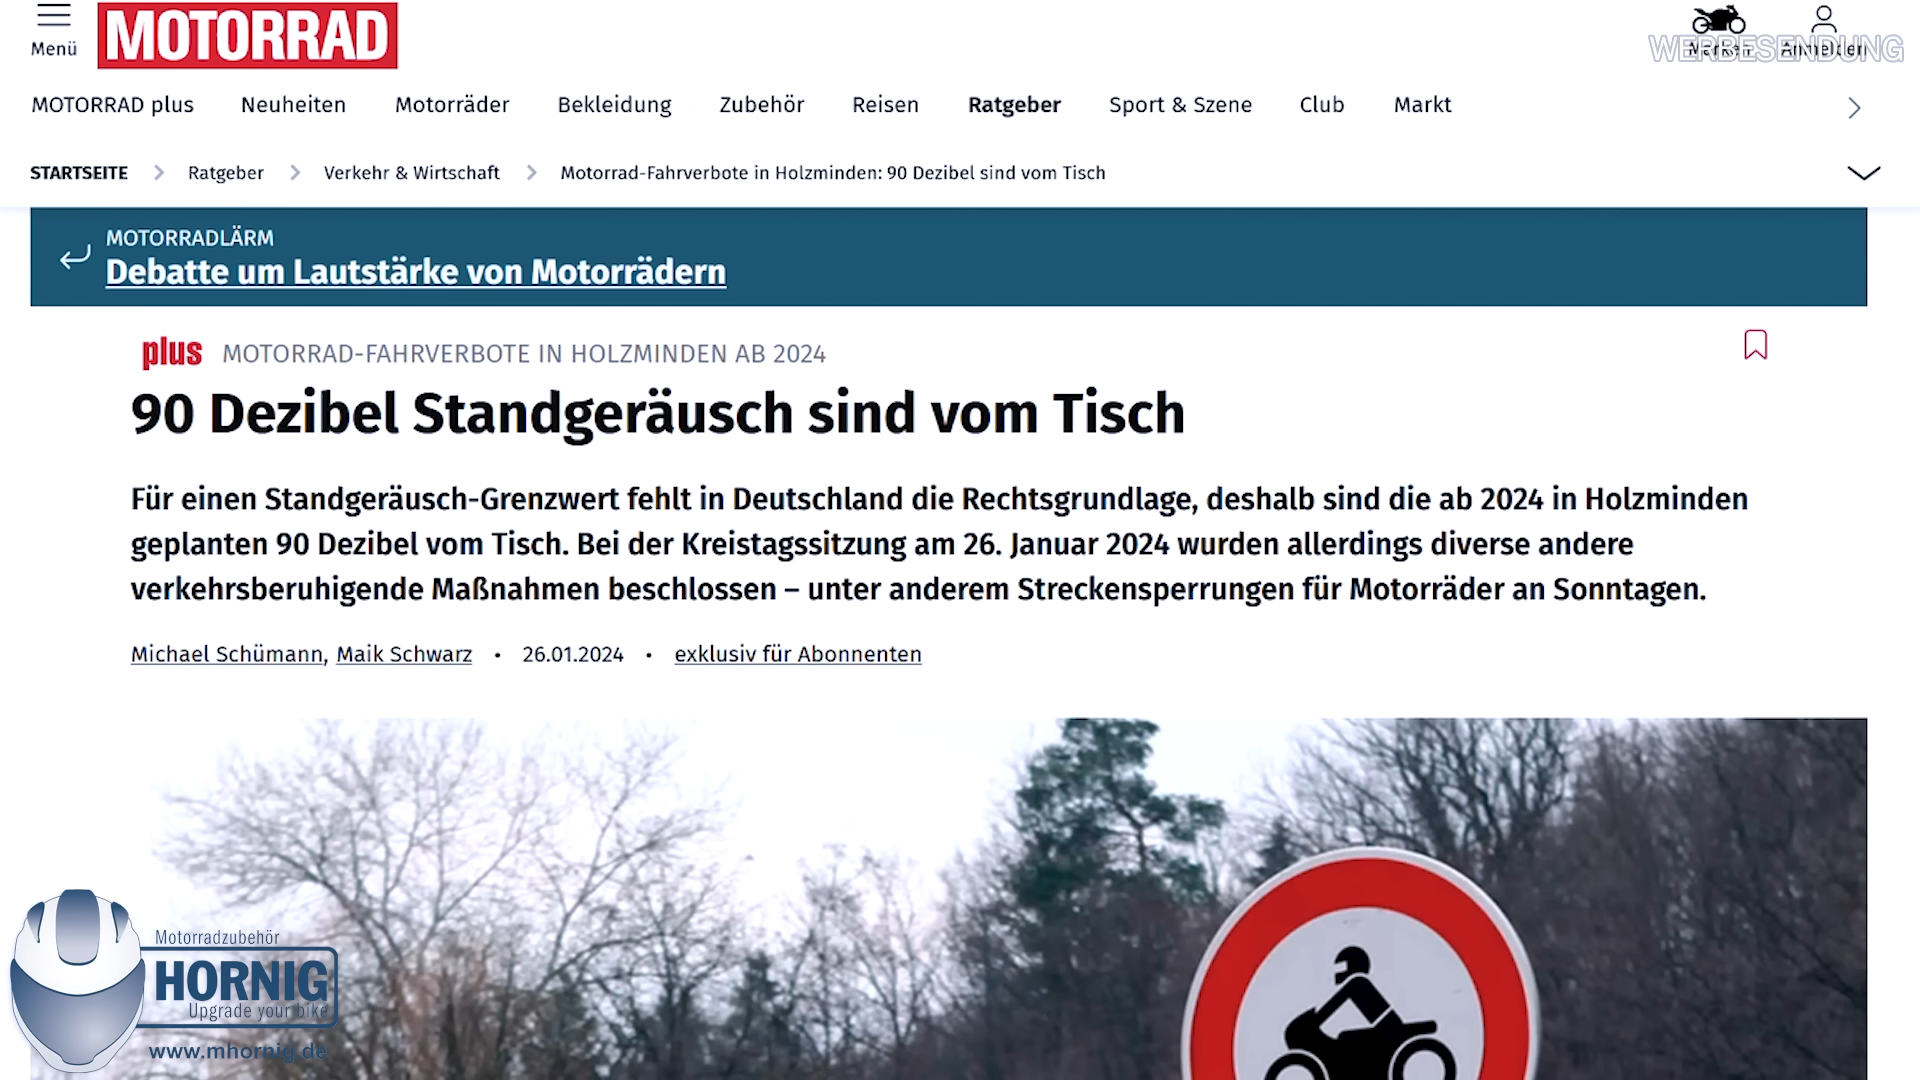 Menü
MOTORRAD
Marken
Anmelden
WERBESENDUNG
MOTORRAD plus Neuheiten Motorräder Bekleidung Zubehör Reisen Ratgeber Sport & Szene Club Markt
STARTSEITE Ratgeber Verkehr & Wirtschaft Motorrad-Fahrverbote in Holzminden: 90 Dezibel sind vom Tisch
MOTORRADLÄRM
Debatte um Lautstärke von Motorrädern
plus MOTORRAD-FAHRVERBOTE IN HOLZMINDEN AB 2024
90 Dezibel Standgeräusch sind vom Tisch
Für einen Standgeräusch-Grenzwert fehlt in Deutschland die Rechtsgrundlage, deshalb sind die ab 2024 in Holzminden
geplanten 90 Dezibel vom Tisch. Bei der Kreistagssitzung am 26. Januar 2024 wurden allerdings diverse andere
verkehrsberuhigende Maßnahmen beschlossen – unter anderem Streckensperrungen für Motorräder an Sonntagen.
Michael Schümann, Maik Schwarz • 26.01.2024 • exklusiv für Abonnenten
Motorradzubehör
HORNIG
Upgrade your bike
www.mhornig.de